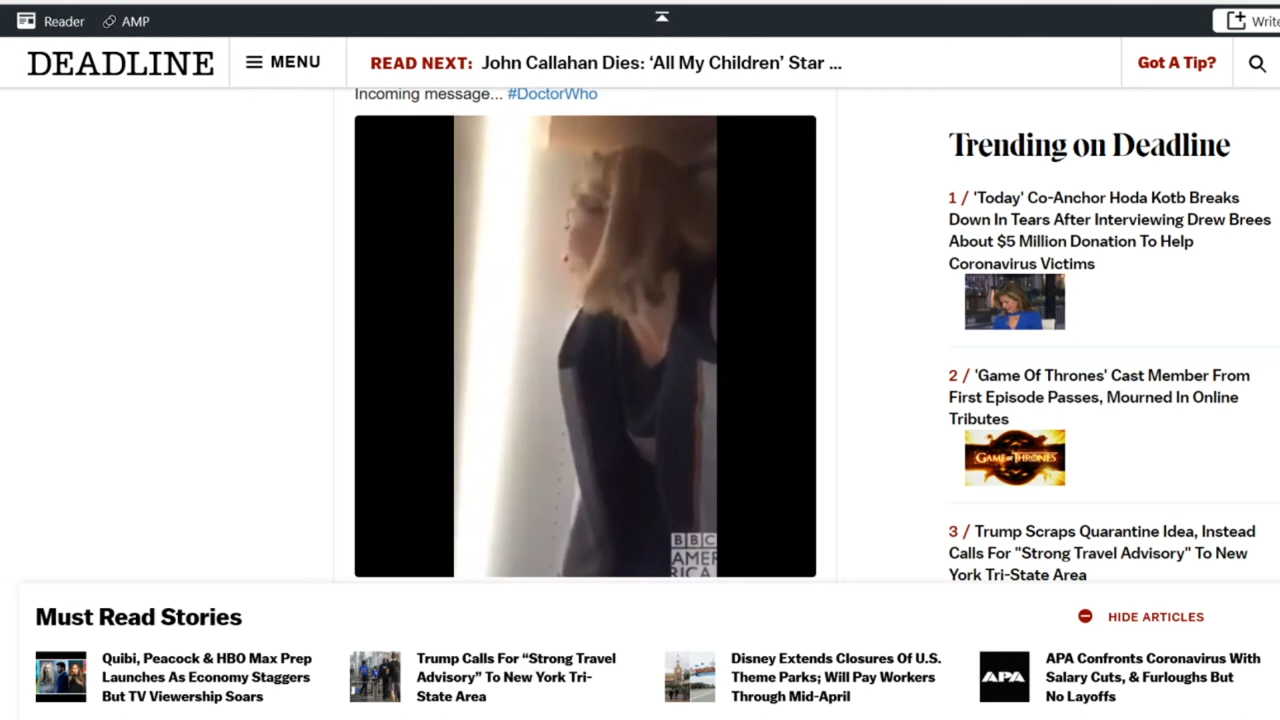 Reader
AMP
Write
DEADLINE
MENU
READ NEXT: John Callahan Dies: ‘All My Children’ Star ...
Got A Tip?
Incoming message... #DoctorWho
BBC
AMERICA
Trending on Deadline
1 / 'Today' Co-Anchor Hoda Kotb Breaks
Down In Tears After Interviewing Drew Brees
About $5 Million Donation To Help
Coronavirus Victims
2 / 'Game Of Thrones' Cast Member From
First Episode Passes, Mourned In Online
Tributes
GAME OF THRONES
3 / Trump Scraps Quarantine Idea, Instead
Calls For "Strong Travel Advisory" To New
York Tri-State Area
Must Read Stories
HIDE ARTICLES
Quibi, Peacock & HBO Max Prep
Launches As Economy Staggers
But TV Viewership Soars
Trump Calls For “Strong Travel
Advisory” To New York Tri-
State Area
Disney Extends Closures Of U.S.
Theme Parks; Will Pay Workers
Through Mid-April
APA
APA Confronts Coronavirus With
Salary Cuts, & Furloughs But
No Layoffs